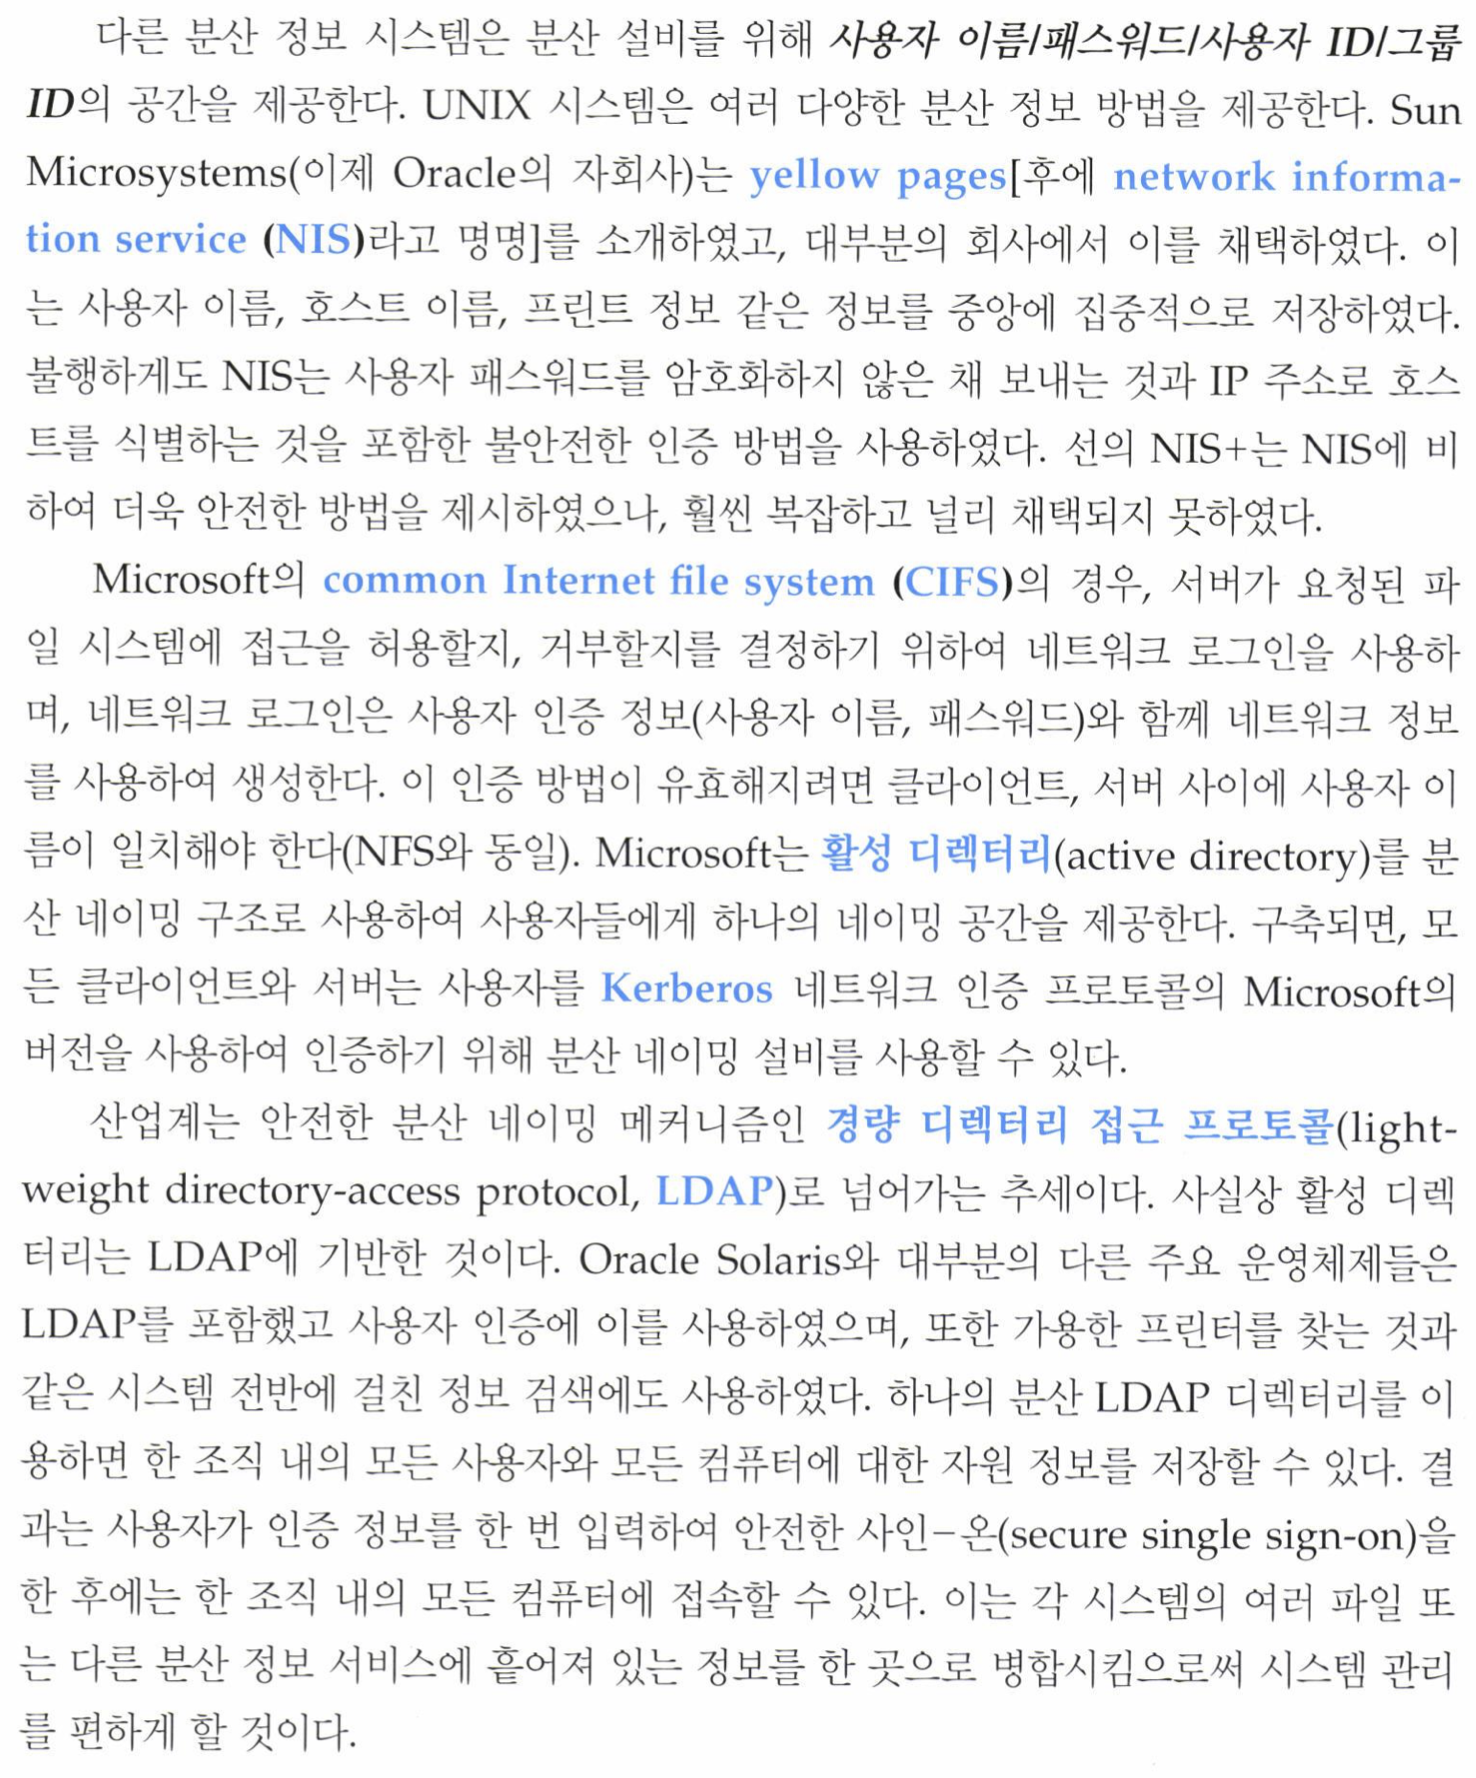 다른 분산 정보 시스템은 분산 설비를 위해 사용자 이름/패스워드/사용자 ID/그룹
ID의 공간을 제공한다. UNIX 시스템은 여러 다양한 분산 정보 방법을 제공한다. Sun
Microsystems(이제 Oracle의 자회사)는 yellow pages[후에 network informa-
tion service (NIS)라고 명명]를 소개하였고, 대부분의 회사에서 이를 채택하였다. 이
는 사용자 이름, 호스트 이름, 프린트 정보 같은 정보를 중앙에 집중적으로 저장하였다.
불행하게도 NIS는 사용자 패스워드를 암호화하지 않은 채 보내는 것과 IP 주소로 호스
트를 식별하는 것을 포함한 불안전한 인증 방법을 사용하였다. 선의 NIS+는 NIS에 비
하여 더욱 안전한 방법을 제시하였으나, 훨씬 복잡하고 널리 채택되지 못하였다.
Microsoft의 common Internet file system (CIFS)의 경우, 서버가 요청된 파
일 시스템에 접근을 허용할지, 거부할지를 결정하기 위하여 네트워크 로그인을 사용하
며, 네트워크 로그인은 사용자 인증 정보(사용자 이름, 패스워드)와 함께 네트워크 정보
를 사용하여 생성한다. 이 인증 방법이 유효해지려면 클라이언트, 서버 사이에 사용자 이
름이 일치해야 한다(NFS와 동일). Microsoft는 활성 디렉터리(active directory)를 분
산 네이밍 구조로 사용하여 사용자들에게 하나의 네이밍 공간을 제공한다. 구축되면, 모
든 클라이언트와 서버는 사용자를 Kerberos 네트워크 인증 프로토콜의 Microsoft의
버전을 사용하여 인증하기 위해 분산 네이밍 설비를 사용할 수 있다.
산업계는 안전한 분산 네이밍 메커니즘인 경량 디렉터리 접근 프로토콜(light-
weight directory-access protocol, LDAP)로 넘어가는 추세이다. 사실상 활성 디렉
터리는 LDAP에 기반한 것이다. Oracle Solaris와 대부분의 다른 주요 운영체제들은
LDAP를 포함했고 사용자 인증에 이를 사용하였으며, 또한 가용한 프린터를 찾는 것과
같은 시스템 전반에 걸친 정보 검색에도 사용하였다. 하나의 분산 LDAP 디렉터리를 이
용하면 한 조직 내의 모든 사용자와 모든 컴퓨터에 대한 자원 정보를 저장할 수 있다. 결
과는 사용자가 인증 정보를 한 번 입력하여 안전한 사인-온(secure single sign-on)을
한 후에는 한 조직 내의 모든 컴퓨터에 접속할 수 있다. 이는 각 시스템의 여러 파일 또
는 다른 분산 정보 서비스에 흩어져 있는 정보를 한 곳으로 병합시킴으로써 시스템 관리
를 편하게 할 것이다.